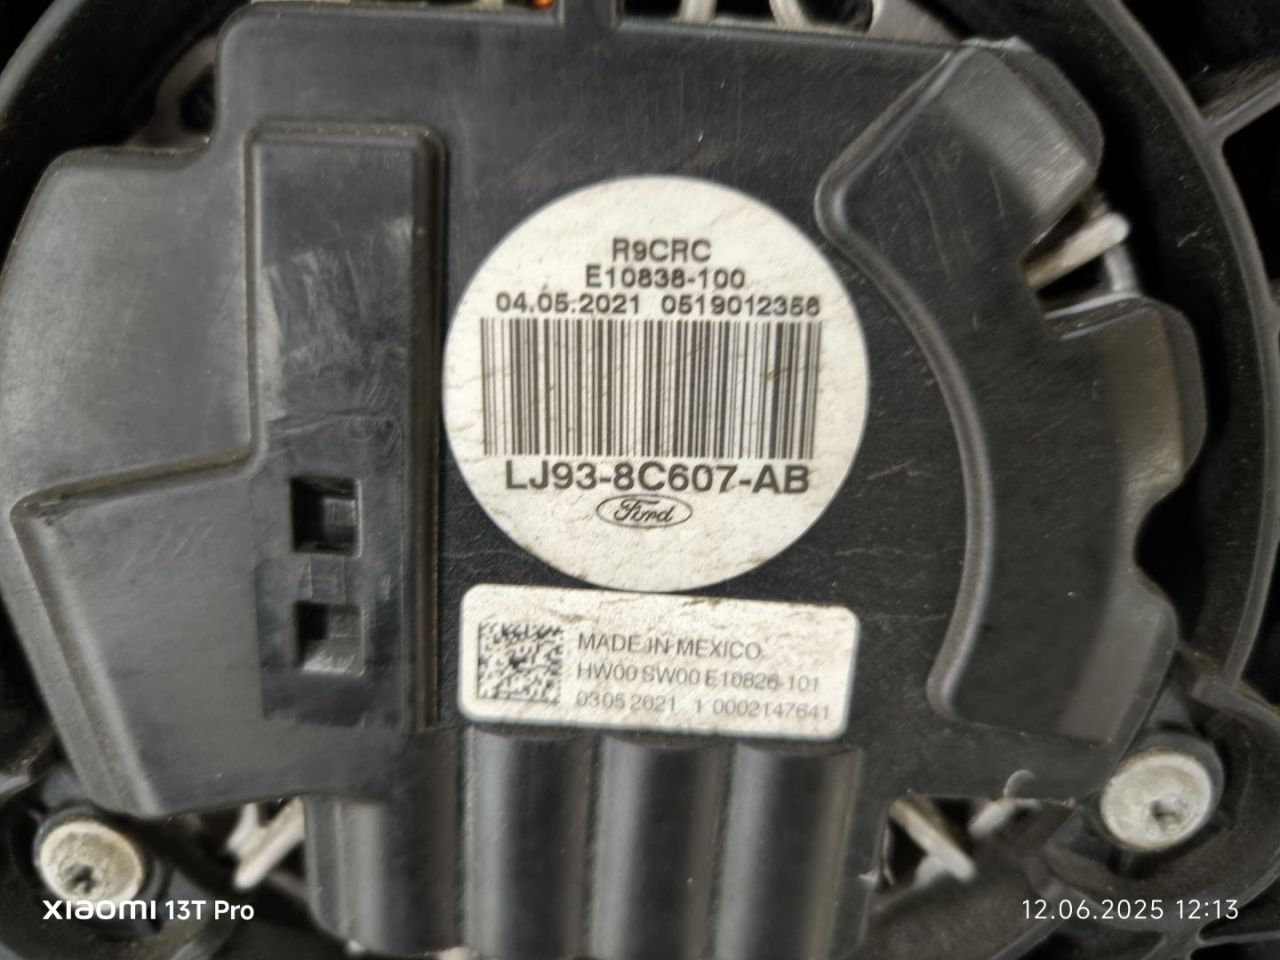 R9CRC
E10838-100
04.05.2021 0519012358
LJ93-8C607-AB
Ford
MADE IN MEXICO
HW00 SW00 E10826-101
03052021 1 0002147641
XIAOMI 13T Pro
12.06.2025 12:13